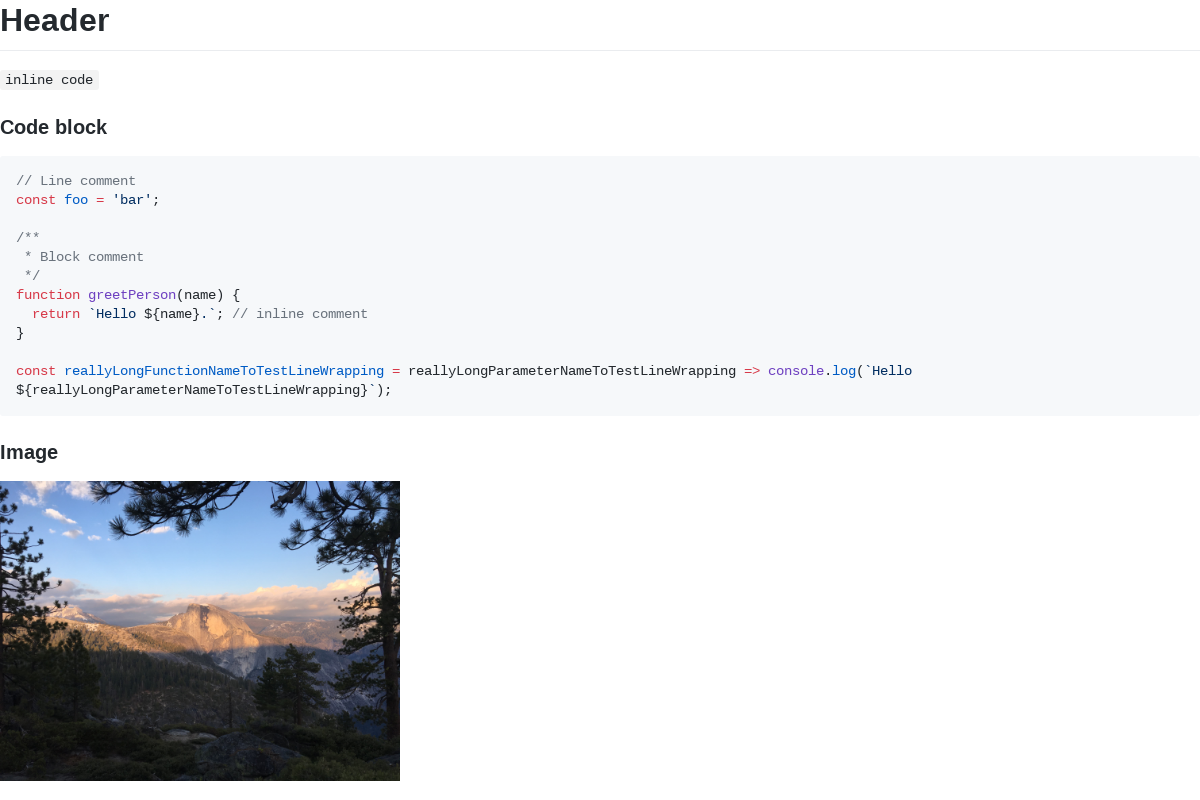 Header
inline code
Code block
// Line comment
const foo = 'bar';
/**
 * Block comment
 */
function greetPerson(name) {
  return `Hello ${name}.`; // inline comment
}
const reallyLongFunctionNameToTestLineWrapping = reallyLongParameterNameToTestLineWrapping => console.log(`Hello
${reallyLongParameterNameToTestLineWrapping}`);
Image